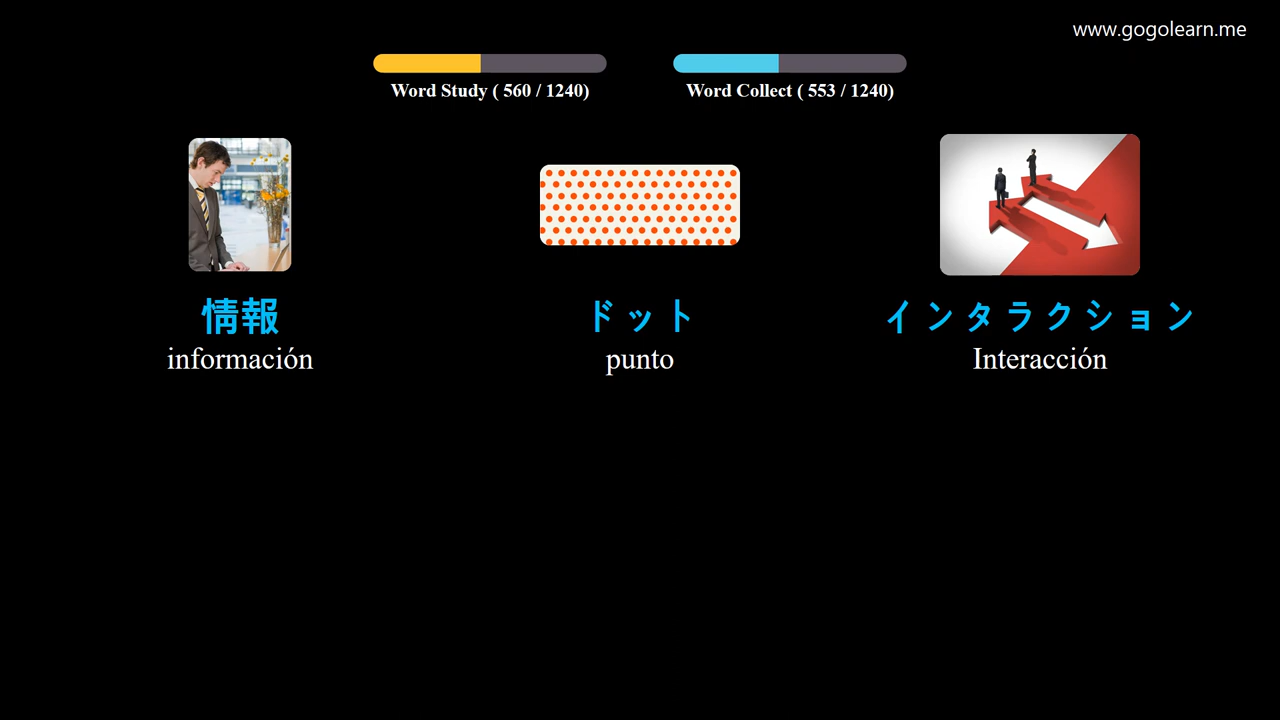 www.gogolearn.me
Word Study ( 560 / 1240)
Word Collect ( 553 / 1240)
情報
ドット
インタラクション
información
punto
Interacción